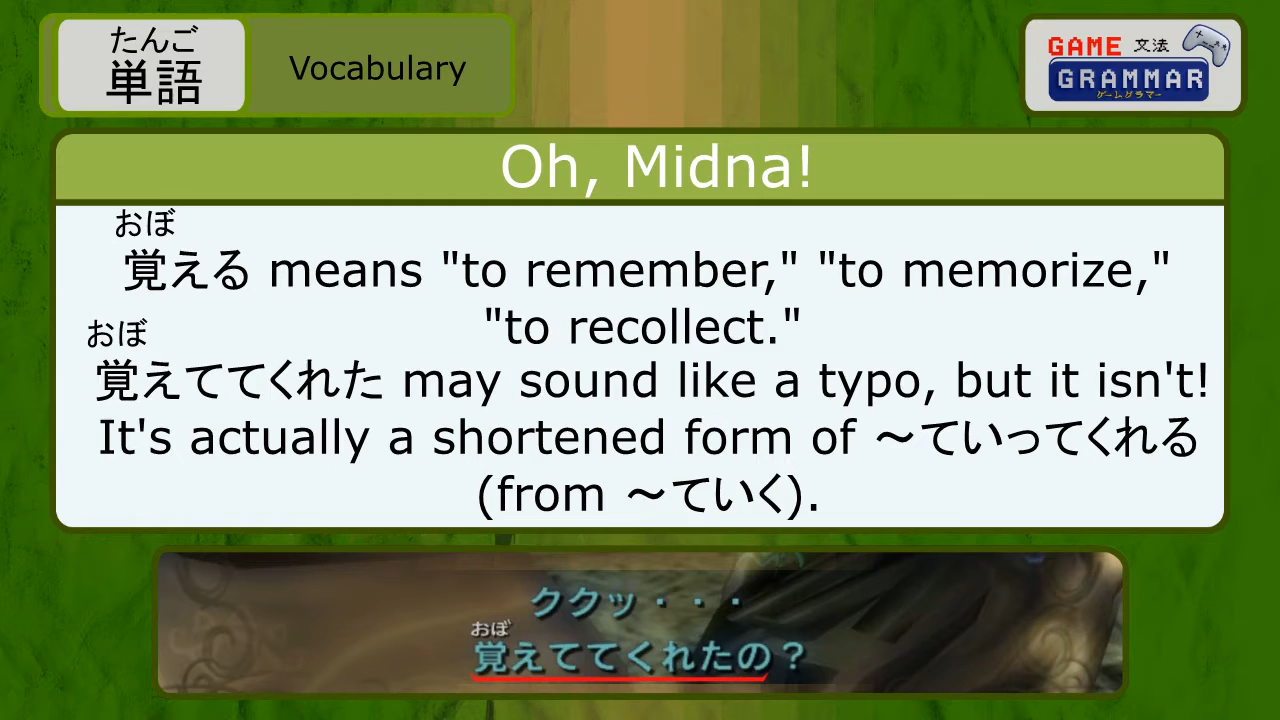 たんご
単語
Vocabulary
GAME 文法
GRAMMAR
ゲームグラマー
Oh, Midna!
おぼ
覚える means "to remember," "to memorize,"
"to recollect."
おぼ
覚えててくれた may sound like a typo, but it isn't!
It's actually a shortened form of ～ていってくれる
(from ～ていく).
ククッ・・・
おぼ
覚えててくれたの？